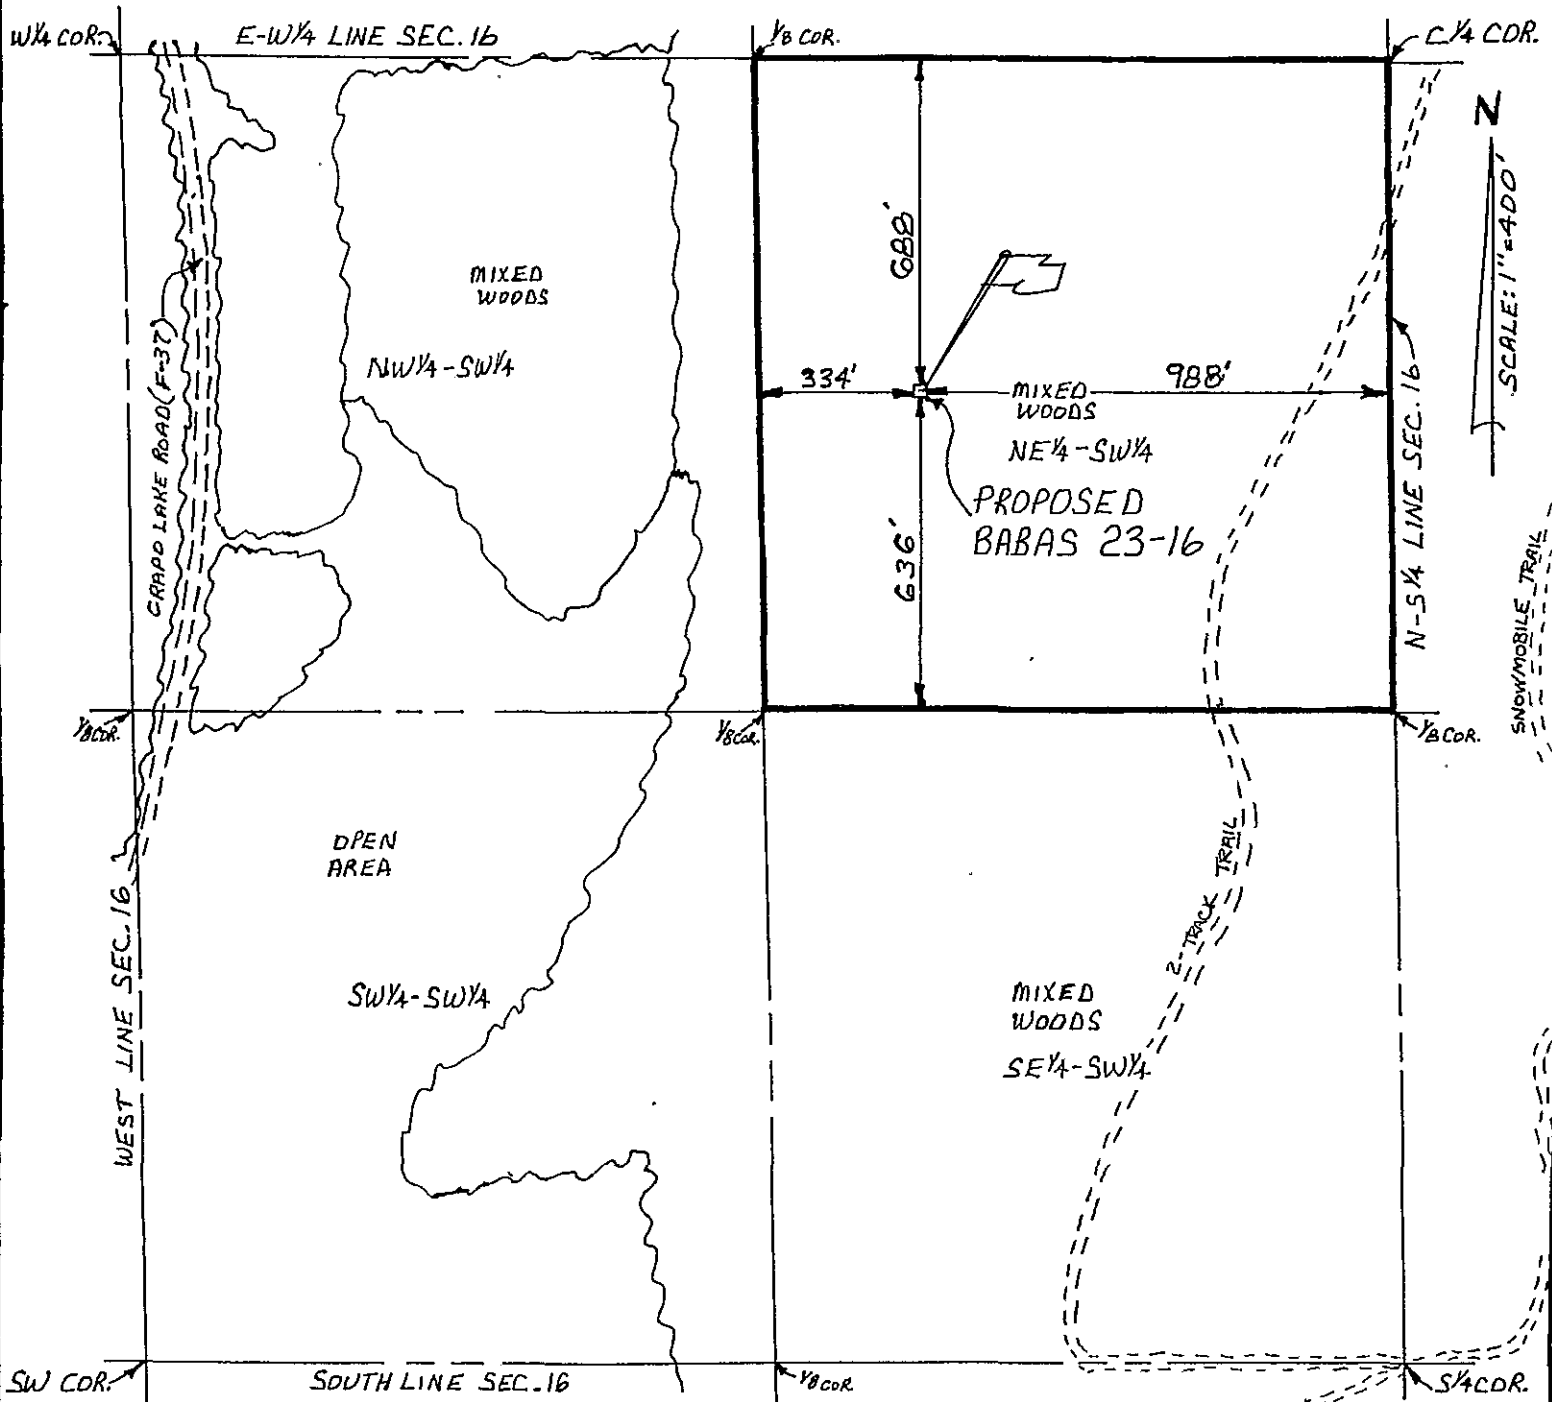 W¼ COR.
E-W¼ LINE SEC. 16
⅛ COR.
C¼ COR.
N
SCALE: 1"=400'
688'
MIXED
WOODS
NW¼-SW¼
334'
988'
MIXED
WOODS
NE¼-SW¼
PROPOSED
BABAS 23-16
636'
CRAPO LAKE ROAD (F-32)
N-S¼ LINE SEC. 16
SNOWMOBILE TRAIL
⅛ COR.
⅛ COR.
⅛ COR.
OPEN
AREA
2-TRACK TRAIL
WEST LINE SEC. 16
SW¼-SW¼
MIXED
WOODS
SE¼-SW¼
SW COR.
SOUTH LINE SEC. 16
⅛ COR
S¼ COR.